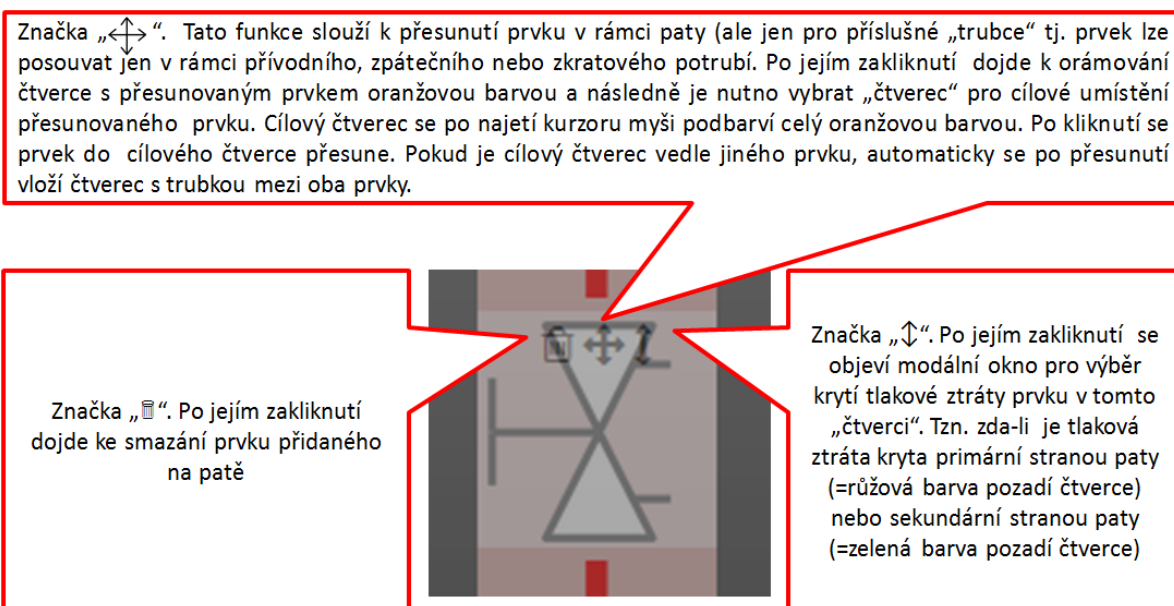 Značka „ “. Tato funkce slouží k přesunutí prvku v rámci paty (ale jen pro příslušné „trubce“ tj. prvek lze
posouvat jen v rámci přívodního, zpátečního nebo zkratového potrubí. Po jejím zakliknutí dojde k orámování
čtverce s přesunovaným prvkem oranžovou barvou a následně je nutno vybrat „čtverec“ pro cílové umístění
přesunovaného prvku. Cílový čtverec se po najetí kurzoru myši podbarví celý oranžovou barvou. Po kliknutí se
prvek do cílového čtverce přesune. Pokud je cílový čtverec vedle jiného prvku, automaticky se po přesunutí
vloží čtverec s trubkou mezi oba prvky.
Značka „ “. Po jejím zakliknutí
dojde ke smazání prvku přidaného
na patě
Značka „ “. Po jejím zakliknutí se
objeví modální okno pro výběr
krytí tlakové ztráty prvku v tomto
„čtverci“. Tzn. zda-li je tlaková
ztráta kryta primární stranou paty
(=růžová barva pozadí čtverce)
nebo sekundární stranou paty
(=zelená barva pozadí čtverce)